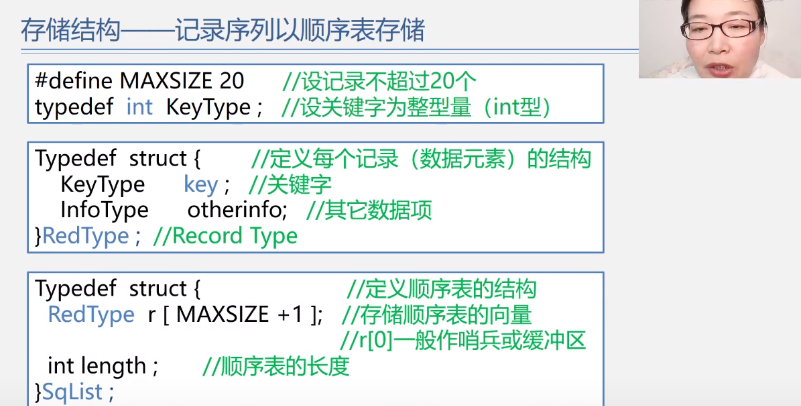 存储结构——记录序列以顺序表存储
#define MAXSIZE 20 //设记录不超过20个
typedef int KeyType ; //设关键字为整型量（int型）
Typedef struct { //定义每个记录（数据元素）的结构
KeyType key ; //关键字
InfoType otherinfo; //其它数据项
}RedType ; //Record Type
Typedef struct { //定义顺序表的结构
RedType r [ MAXSIZE +1 ]; //存储顺序表的向量
//r[0]一般作哨兵或缓冲区
int length ; //顺序表的长度
}SqList ;